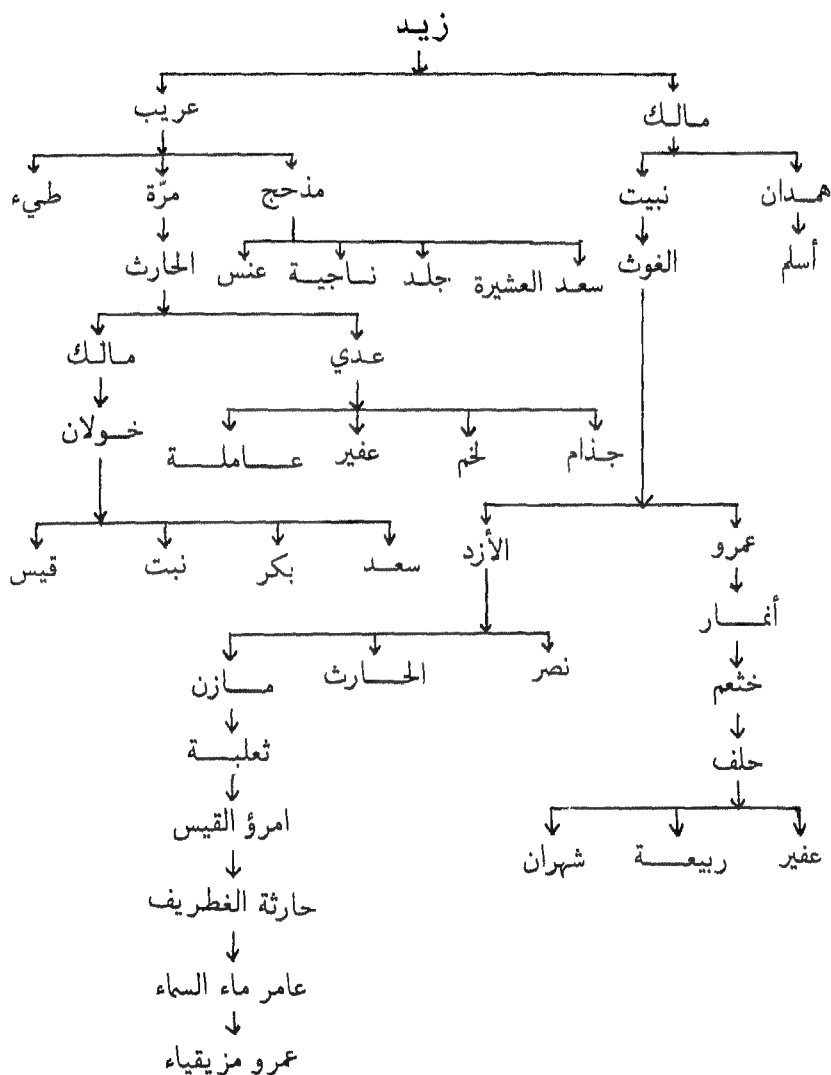 زيد
مالك عريب
همدان نبيت مذحج مرّة طيء
أسلم الغوث سعد العشيرة جلد ناجية عنس الحارث
عدي مالك
جذام لخم عفير عاملة خولان
عمرو الأزد سعد بكر نبت قيس
أنمار
نصر الحارث مازن
خثعم
ثعلبة
حلف
امرؤ القيس
عفير ربيعة شهران
حارثة الغطريف
عامر ماء السماء
عمرو مزيقياء